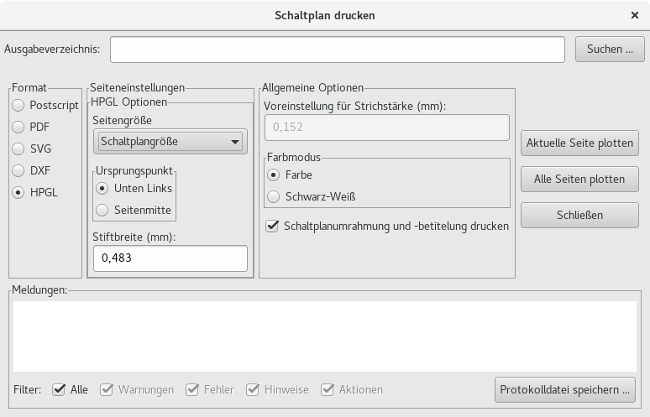 Schaltplan drucken
Ausgabeverzeichnis:
Suchen ...
Format
Postscript
PDF
SVG
DXF
HPGL
Seiteneinstellungen
HPGL Optionen
Seitengröße
Schaltplangröße
Ursprungspunkt
Unten Links
Seitenmitte
Stiftbreite (mm):
0,483
Allgemeine Optionen
Voreinstellung für Strichstärke (mm):
0,152
Farbmodus
Farbe
Schwarz-Weiß
Schaltplanumrahmung und -betitelung drucken
Aktuelle Seite plotten
Alle Seiten plotten
Schließen
Meldungen:
Filter: Alle Warnungen Fehler Hinweise Aktionen
Protokolldatei speichern ...